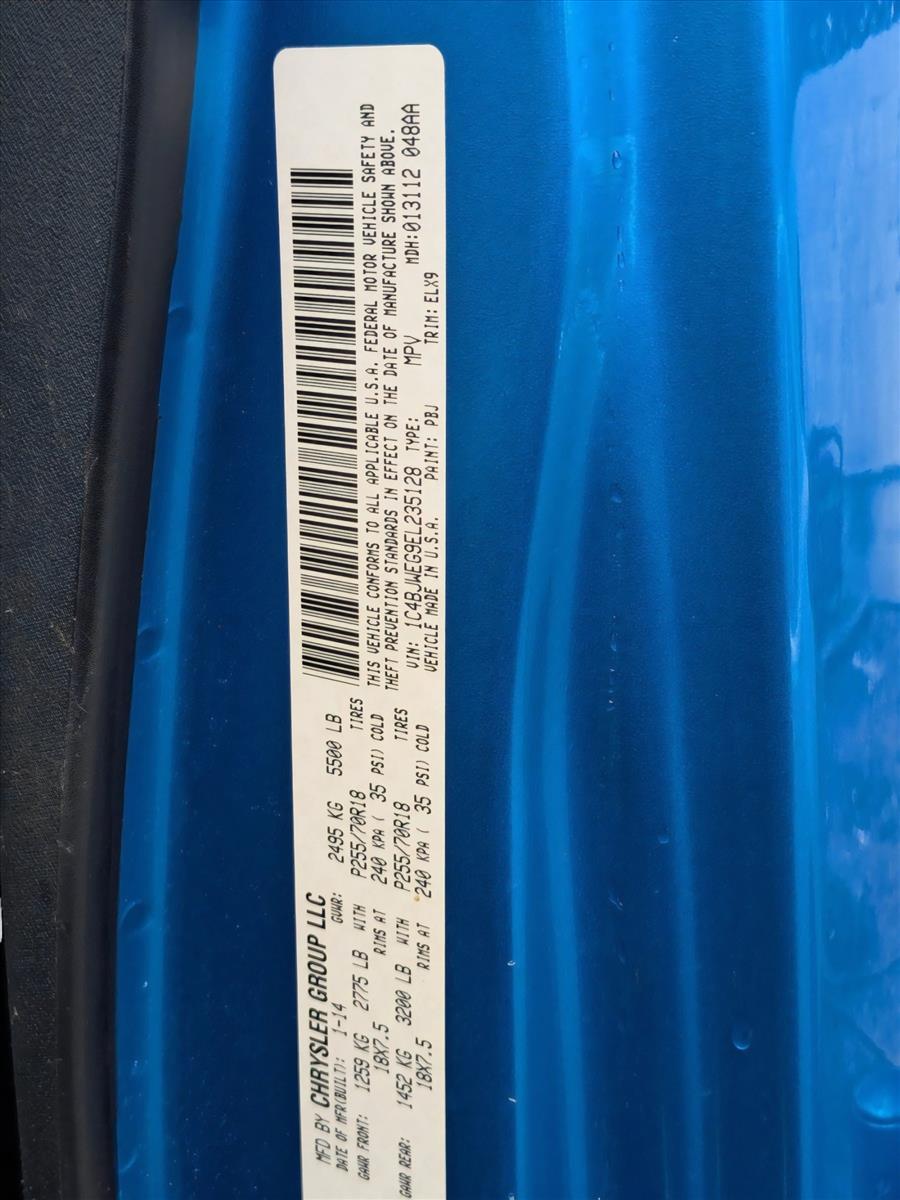 MFD BY CHRYSLER GROUP LLC
DATE OF MFR(BUILT): 1-14 GVWR: 2495 KG 5500 LB
GAWR FRONT: 1259 KG 2775 LB WITH P255/70R18 TIRES
18X7.5 RIMS AT 240 KPA ( 35 PSI) COLD
GAWR REAR: 1452 KG 3200 LB WITH P255/70R18 TIRES
18X7.5 RIMS AT 240 KPA ( 35 PSI) COLD
THIS VEHICLE CONFORMS TO ALL APPLICABLE U.S.A. FEDERAL MOTOR VEHICLE SAFETY AND
THEFT PREVENTION STANDARDS IN EFFECT ON THE DATE OF MANUFACTURE SHOWN ABOVE.
VIN: 1C4BJWEG9EL235128 TYPE: MPV MDH:013112 048AA
VEHICLE MADE IN U.S.A. PAINT: PBJ TRIM: ELX9